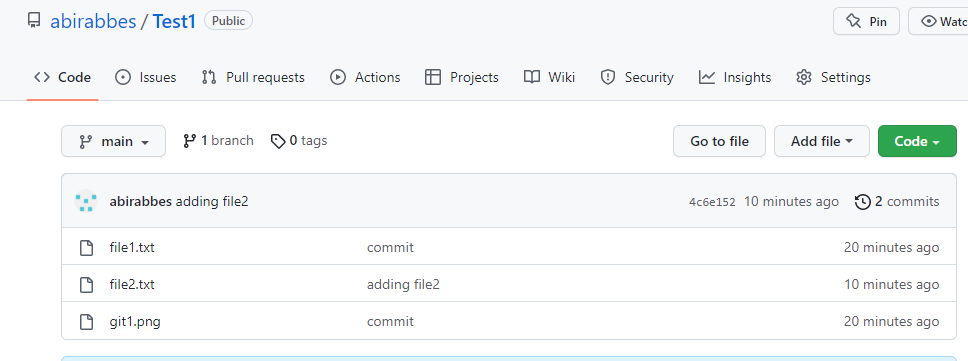 abirabbes / Test1 Public Pin Watc
Code Issues Pull requests Actions Projects Wiki Security Insights Settings
main 1 branch 0 tags Go to file Add file Code
abirabbes adding file2 4c6e152 10 minutes ago 2 commits
file1.txt commit 20 minutes ago
file2.txt adding file2 10 minutes ago
git1.png commit 20 minutes ago